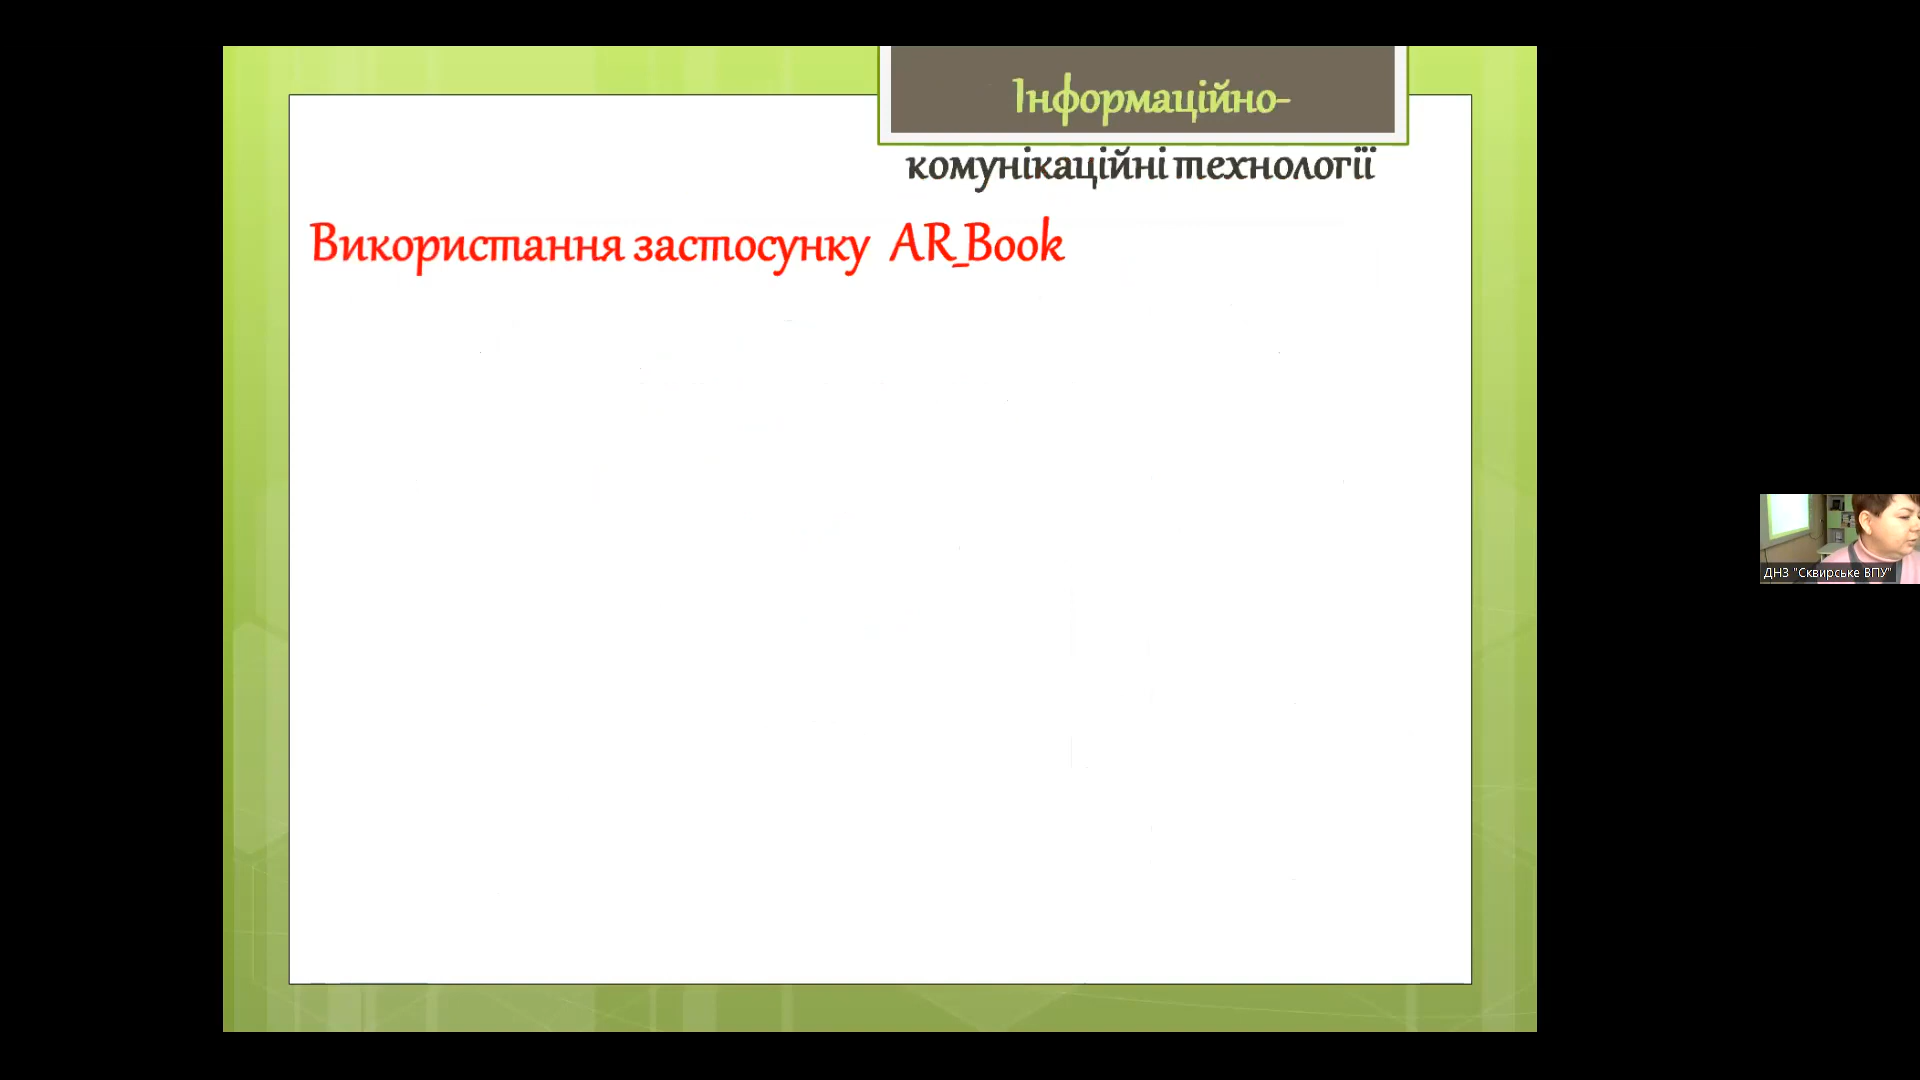 Інформаційно-
комунікаційні технології
Використання застосунку AR_Book
ДНЗ "Сквирське ВПУ"